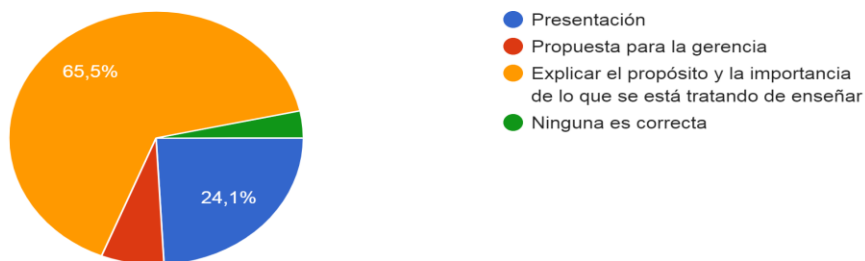 65,5%
24,1%
Presentación
Propuesta para la gerencia
Explicar el propósito y la importancia
de lo que se está tratando de enseñar
Ninguna es correcta